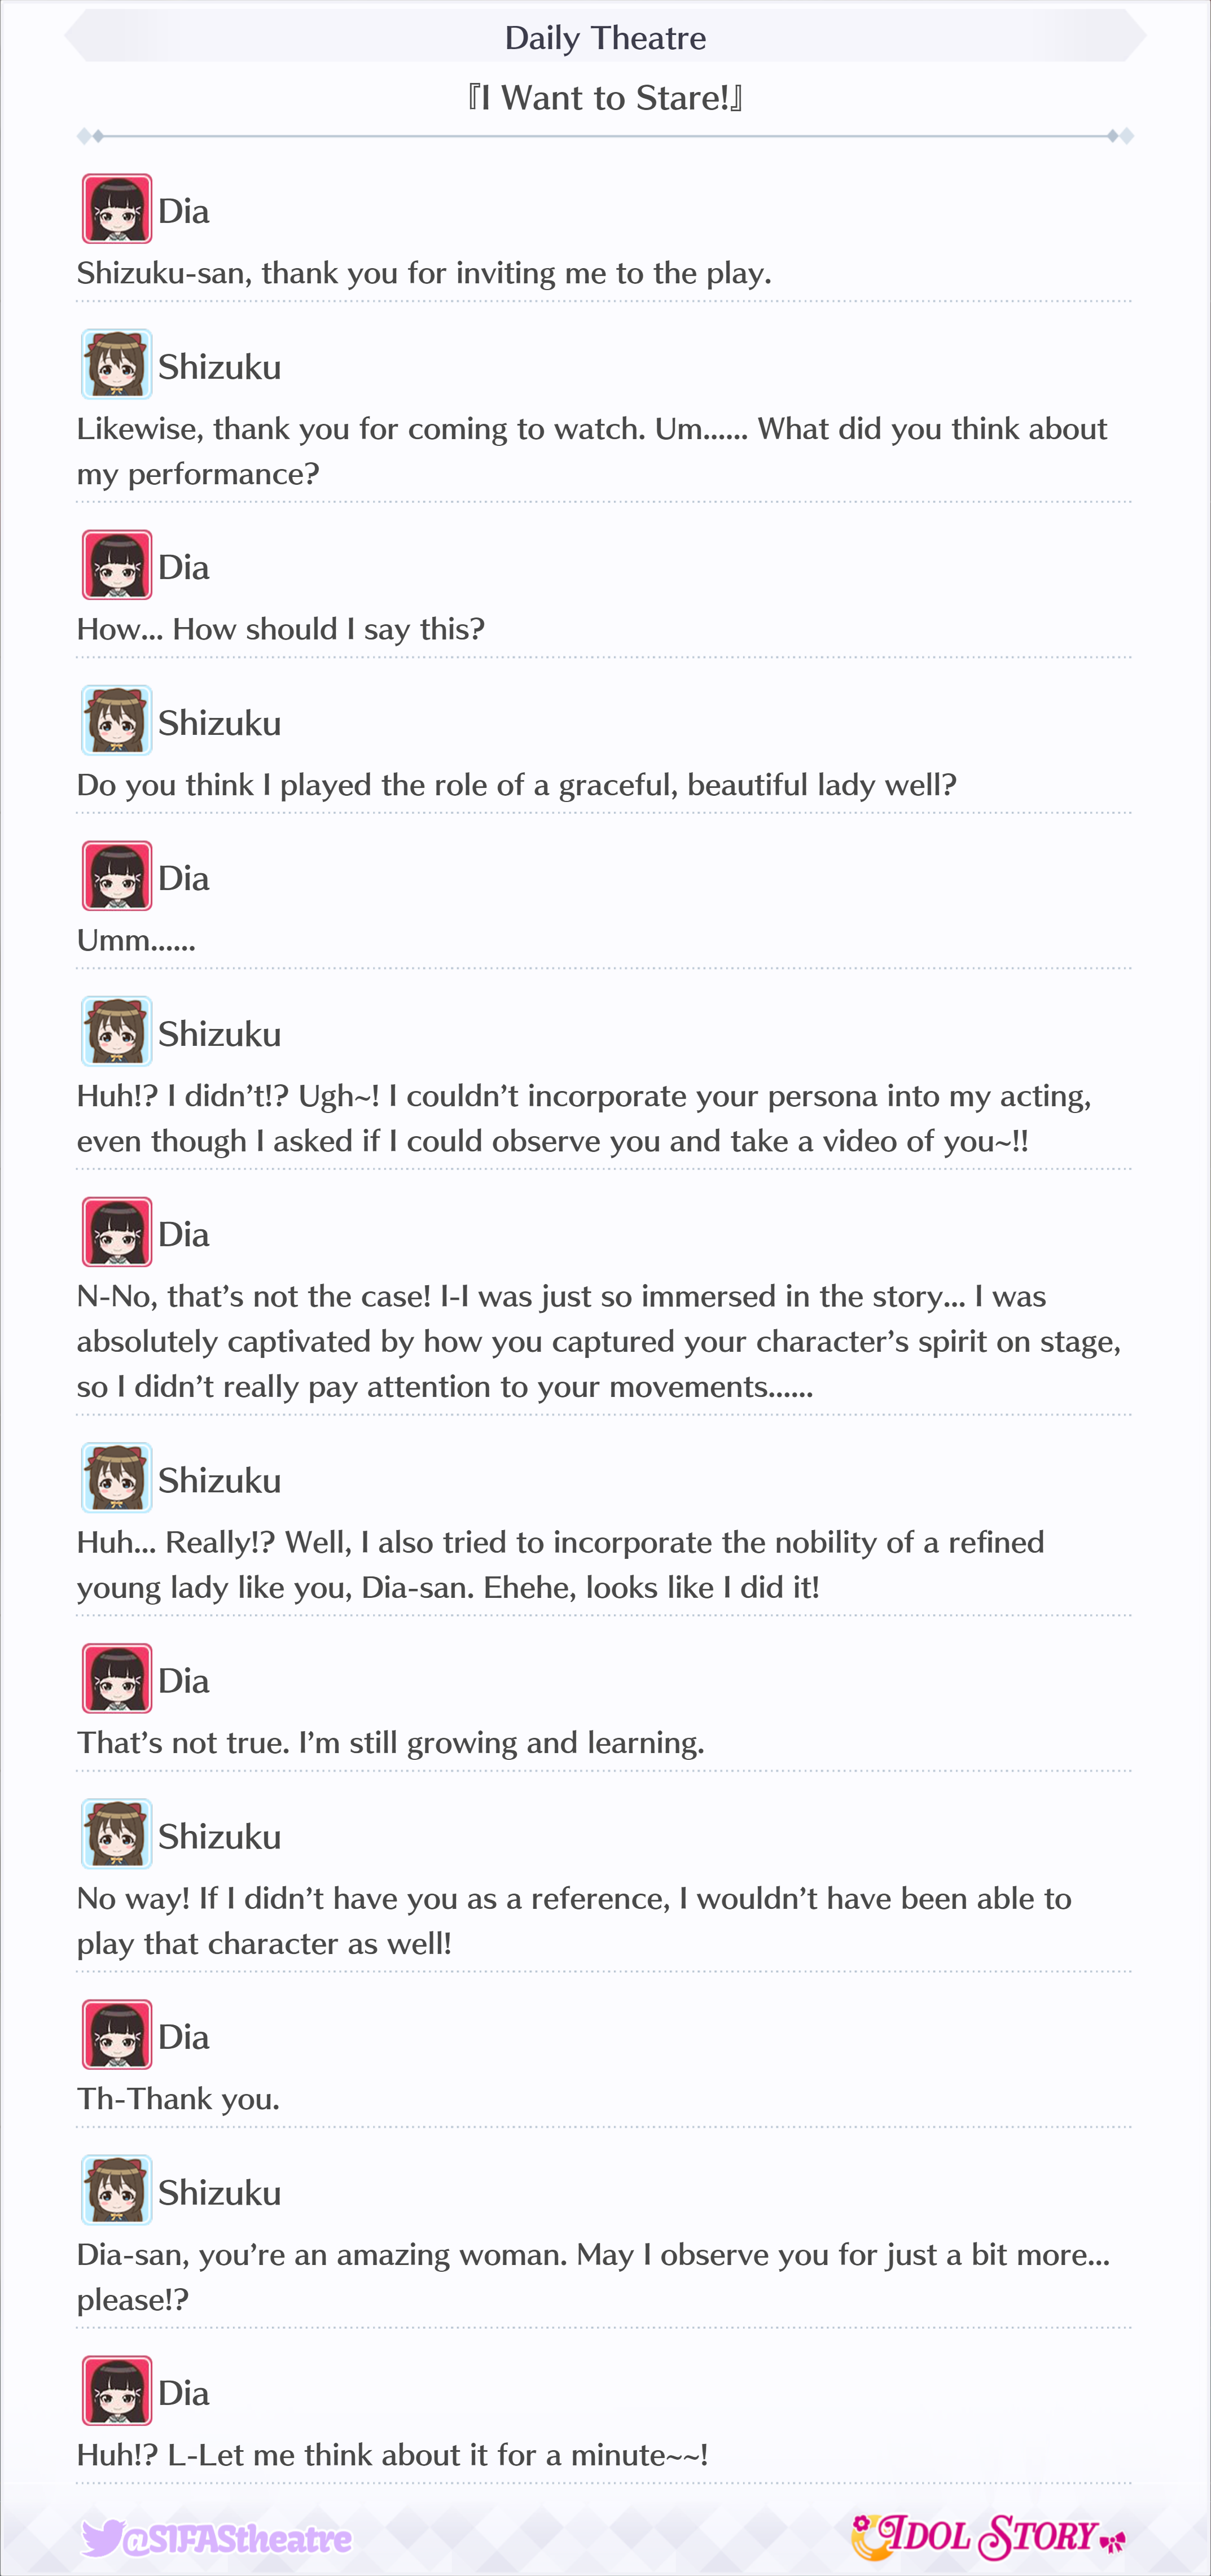 Daily Theatre
『I Want to Stare!』
Dia
Shizuku-san, thank you for inviting me to the play.
Shizuku
Likewise, thank you for coming to watch. Um...... What did you think about
my performance?
Dia
How... How should I say this?
Shizuku
Do you think I played the role of a graceful, beautiful lady well?
Dia
Umm......
Shizuku
Huh!? I didn’t!? Ugh~! I couldn’t incorporate your persona into my acting,
even though I asked if I could observe you and take a video of you~!!
Dia
N-No, that’s not the case! I-I was just so immersed in the story... I was
absolutely captivated by how you captured your character’s spirit on stage,
so I didn’t really pay attention to your movements......
Shizuku
Huh... Really!? Well, I also tried to incorporate the nobility of a refined
young lady like you, Dia-san. Ehehe, looks like I did it!
Dia
That’s not true. I’m still growing and learning.
Shizuku
No way! If I didn’t have you as a reference, I wouldn’t have been able to
play that character as well!
Dia
Th-Thank you.
Shizuku
Dia-san, you’re an amazing woman. May I observe you for just a bit more...
please!?
Dia
Huh!? L-Let me think about it for a minute~~!
@SIFAStheatre
IDOL STORY